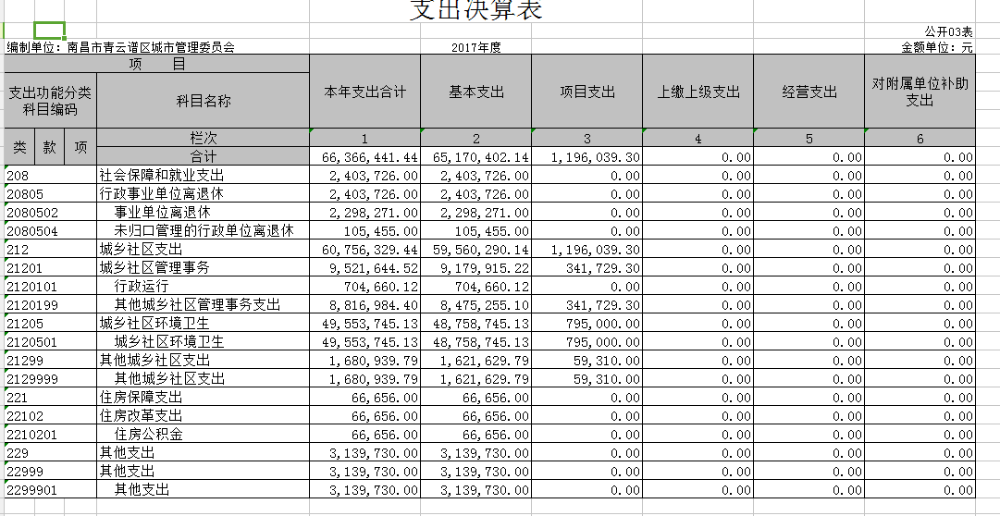 支出决算表
公开03表
编制单位：南昌市青云谱区城市管理委员会 2017年度 金额单位：元
项 目 本年支出合计 基本支出 项目支出 上缴上级支出 经营支出 对附属单位补助支出
支出功能分类科目编码 科目名称
类 款 项 栏次 1 2 3 4 5 6
合计 66,366,441.44 65,170,402.14 1,196,039.30 0.00 0.00 0.00
208 社会保障和就业支出 2,403,726.00 2,403,726.00 0.00 0.00 0.00 0.00
20805 行政事业单位离退休 2,403,726.00 2,403,726.00 0.00 0.00 0.00 0.00
2080502 事业单位离退休 2,298,271.00 2,298,271.00 0.00 0.00 0.00 0.00
2080504 未归口管理的行政单位离退休 105,455.00 105,455.00 0.00 0.00 0.00 0.00
212 城乡社区支出 60,756,329.44 59,560,290.14 1,196,039.30 0.00 0.00 0.00
21201 城乡社区管理事务 9,521,644.52 9,179,915.22 341,729.30 0.00 0.00 0.00
2120101 行政运行 704,660.12 704,660.12 0.00 0.00 0.00 0.00
2120199 其他城乡社区管理事务支出 8,816,984.40 8,475,255.10 341,729.30 0.00 0.00 0.00
21205 城乡社区环境卫生 49,553,745.13 48,758,745.13 795,000.00 0.00 0.00 0.00
2120501 城乡社区环境卫生 49,553,745.13 48,758,745.13 795,000.00 0.00 0.00 0.00
21299 其他城乡社区支出 1,680,939.79 1,621,629.79 59,310.00 0.00 0.00 0.00
2129999 其他城乡社区支出 1,680,939.79 1,621,629.79 59,310.00 0.00 0.00 0.00
221 住房保障支出 66,656.00 66,656.00 0.00 0.00 0.00 0.00
22102 住房改革支出 66,656.00 66,656.00 0.00 0.00 0.00 0.00
2210201 住房公积金 66,656.00 66,656.00 0.00 0.00 0.00 0.00
229 其他支出 3,139,730.00 3,139,730.00 0.00 0.00 0.00 0.00
22999 其他支出 3,139,730.00 3,139,730.00 0.00 0.00 0.00 0.00
2299901 其他支出 3,139,730.00 3,139,730.00 0.00 0.00 0.00 0.00